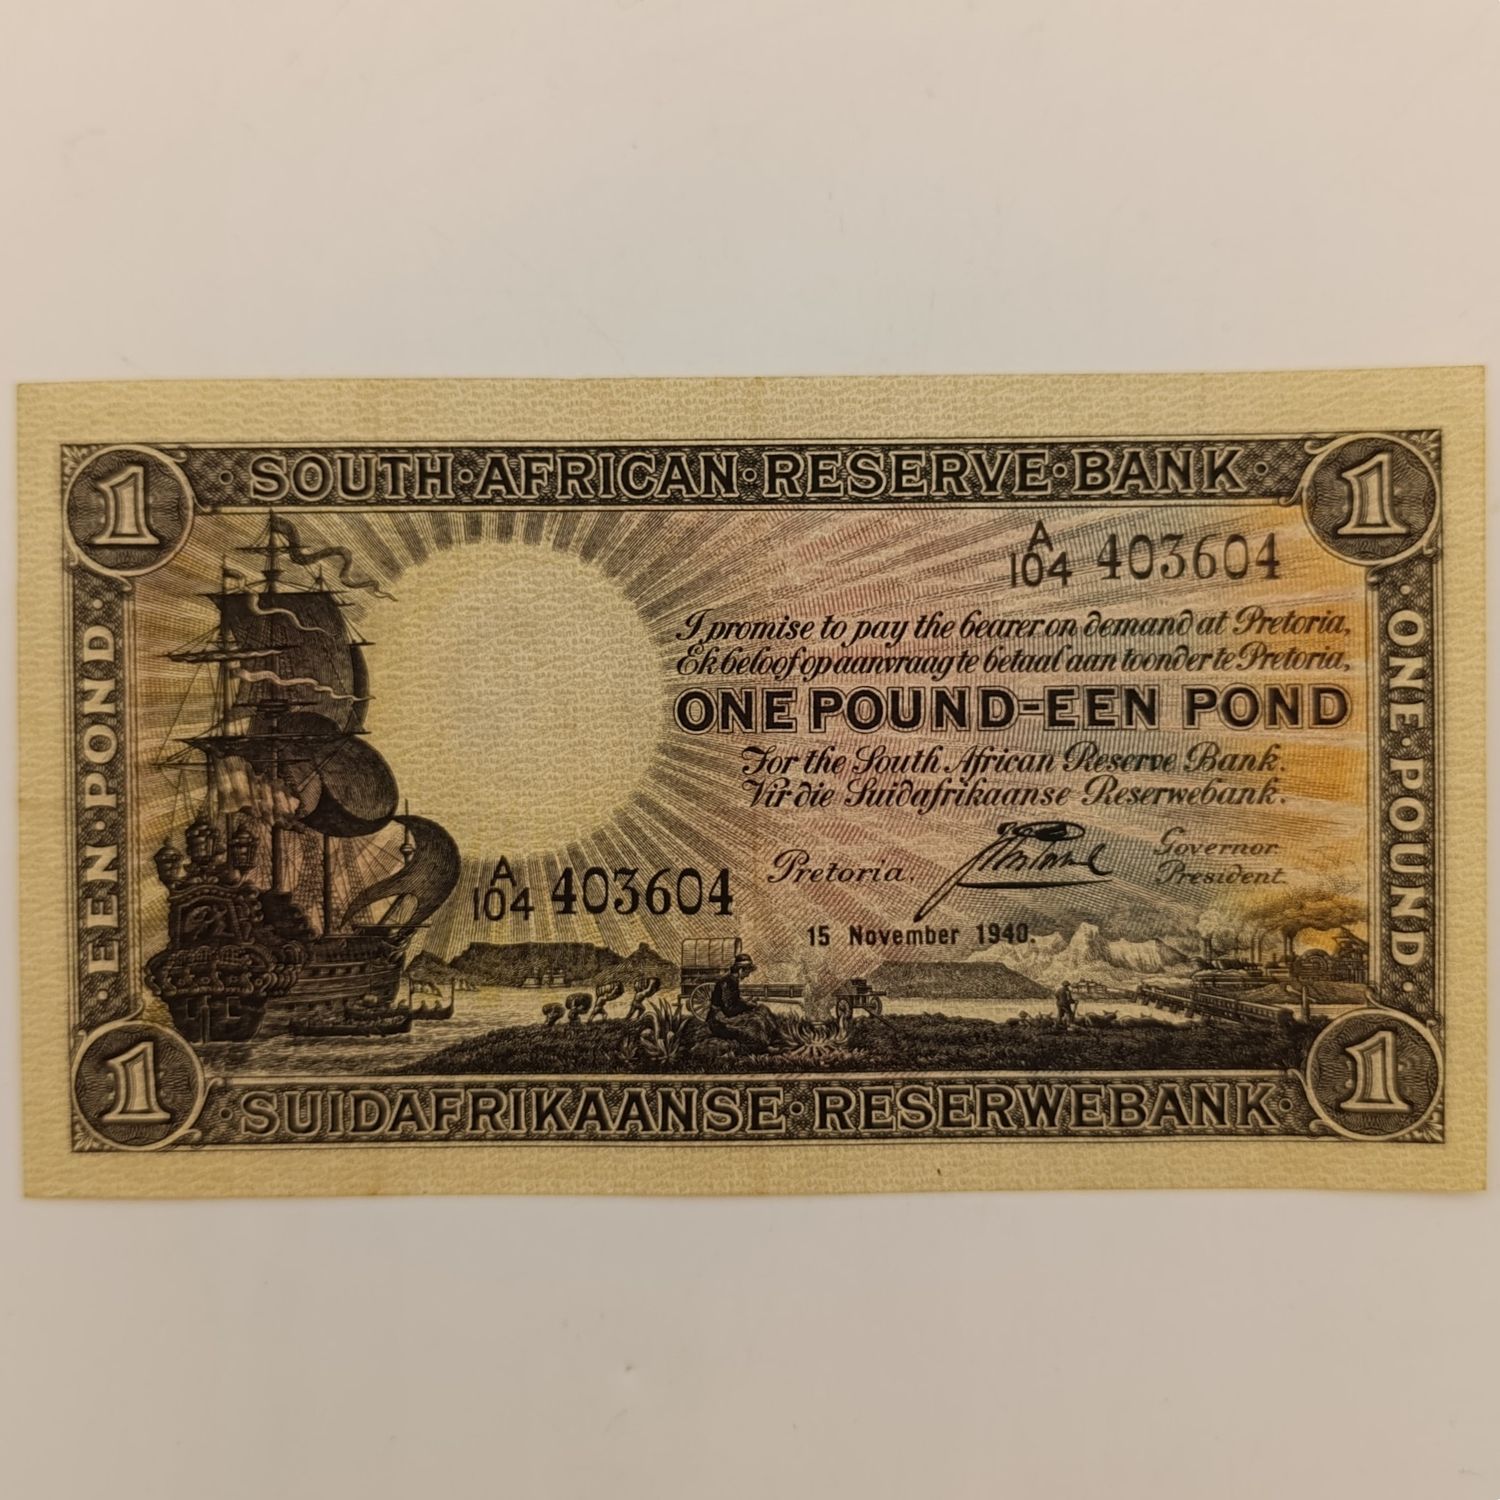 1 SOUTH·AFRICAN·RESERVE·BANK 1
A
104 403604
I promise to pay the bearer on demand at Pretoria,
Ek beloof op aanvraag te betaal aan toonder te Pretoria,
ONE POUND-EEN POND
For the South African Reserve Bank.
Vir die Suidafrikaanse Reserwebank.
Pretoria.
Governor
President.
15 November 1940.
A
104 403604
EEN·POND
ONE·POUND
1 SUIDAFRIKAANSE·RESERWEBANK 1